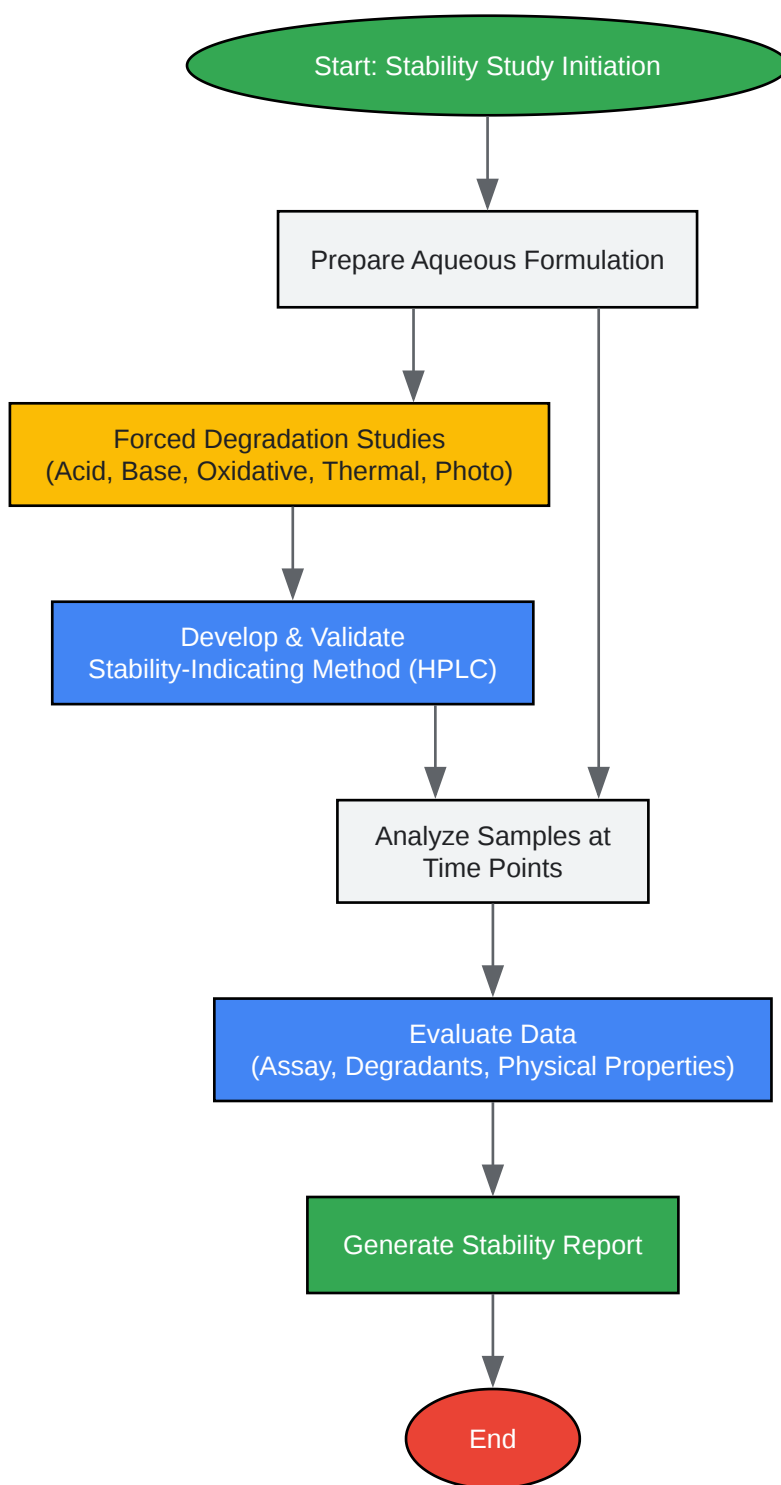 Start: Stability Study Initiation
Prepare Aqueous Formulation
Forced Degradation Studies
(Acid, Base, Oxidative, Thermal, Photo)
Develop & Validate
Stability-Indicating Method (HPLC)
Analyze Samples at
Time Points
Evaluate Data
(Assay, Degradants, Physical Properties)
Generate Stability Report
End